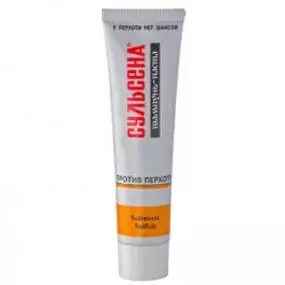 У ПЕРХОТИ НЕТ ШАНСОВ
СУЛЬСЕНА®
ШАМПУНЬ-ПАСТА
ПРОТИВ ПЕРХОТИ
Selenium
Sulfide